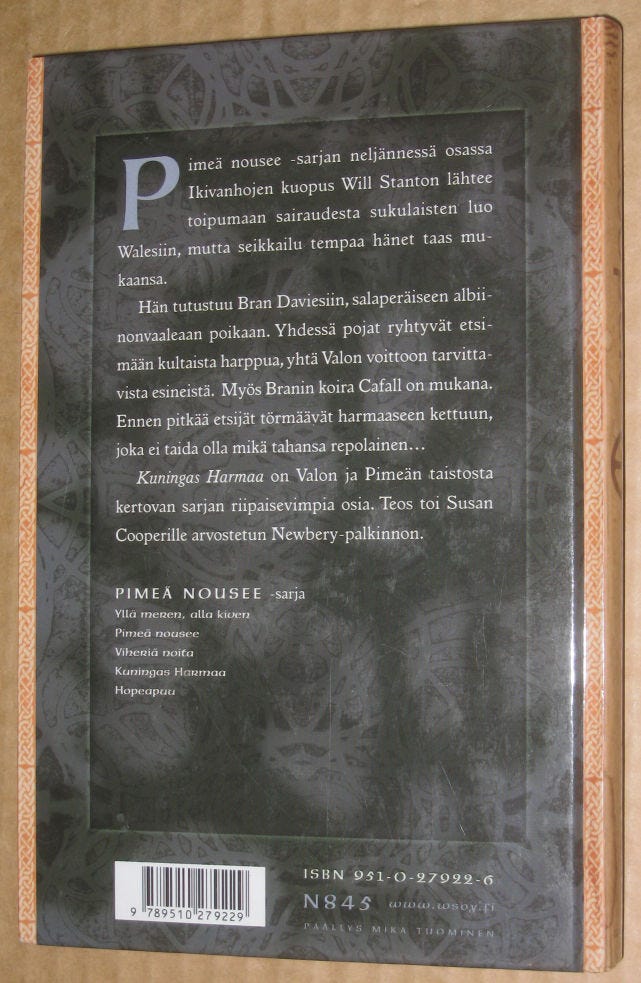 Pimeä nousee -sarjan neljännessä osassa
Ikivanhojen kuopus Will Stanton lähtee
toipumaan sairaudesta sukulaisten luo
Walesiin, mutta seikkailu tempaa hänet taas mu-
kaansa.
Hän tutustuu Bran Daviesiin, salaperäiseen albii-
nonvaaleaan poikaan. Yhdessä pojat ryhtyvät etsi-
mään kultaista harppua, yhtä Valon voittoon tarvitta-
vista esineistä. Myös Branin koira Cafall on mukana.
Ennen pitkää etsijät törmäävät harmaaseen kettuun,
joka ei taida olla mikä tahansa repolainen...
Kuningas Harmaa on Valon ja Pimeän taistosta
kertovan sarjan riipaisevimpia osia. Teos toi Susan
Cooperille arvostetun Newbery-palkinnon.
PIMEÄ NOUSEE -sarja
Yllä meren, alla kiven
Pimeä nousee
Viheriä noita
Kuningas Harmaa
Hopeapuu
ISBN 951-0-27922-6
N845 www.wsoy.fi
PÄÄLLYS MIKA TUOMINEN
9 789510 279229